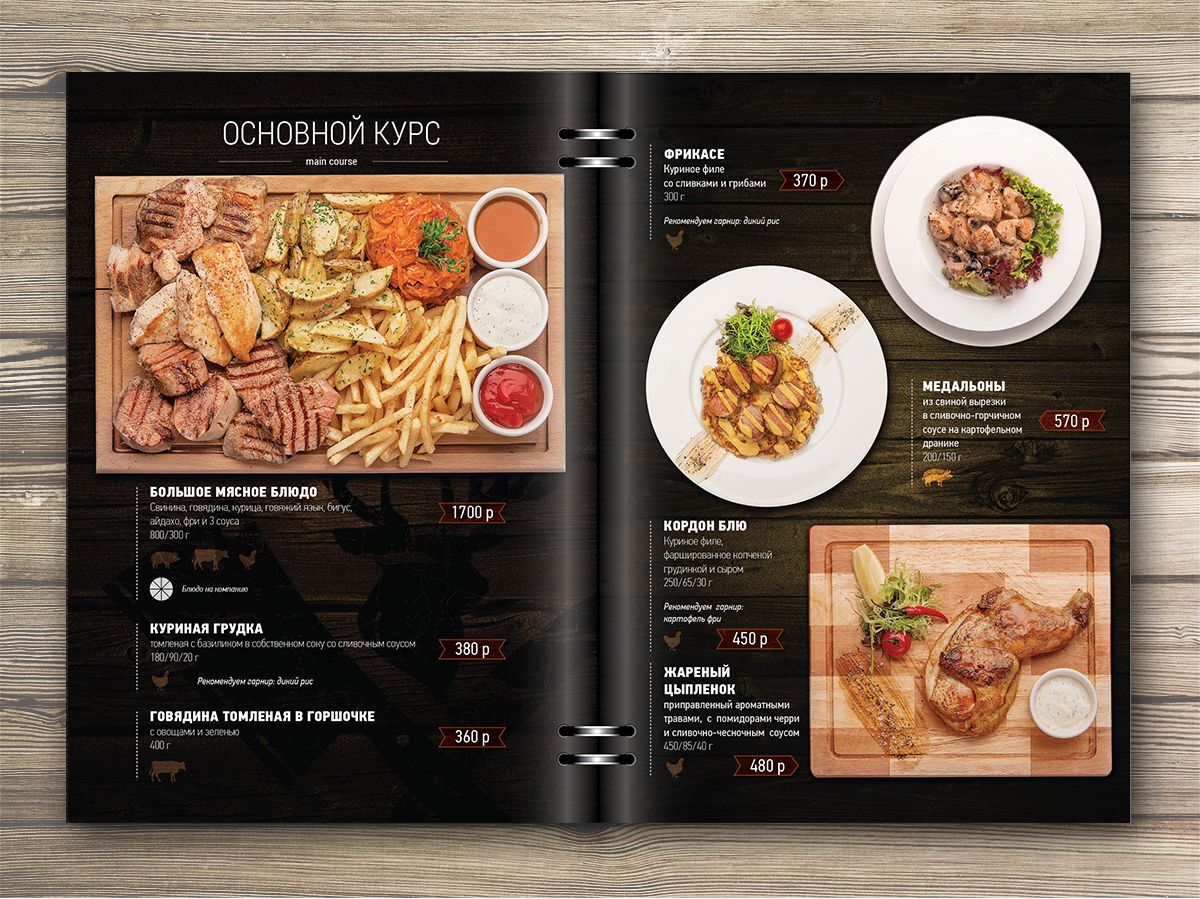 ОСНОВНОЙ КУРС
main course
БОЛЬШОЕ МЯСНОЕ БЛЮДО
Свинина, говядина, курица, говяжий язык, бигус,
айдахо, фри и 3 соуса
800/300 г
1700 р
Блюдо на компанию
КУРИНАЯ ГРУДКА
томленая с базиликом в собственном соку со сливочным соусом
180/90/20 г
380 р
Рекомендуем гарнир: дикий рис
ГОВЯДИНА ТОМЛЕНАЯ В ГОРШОЧКЕ
с овощами и зеленью
400 г
360 р
ФРИКАСЕ
Куриное филе
со сливками и грибами
300 г
370 р
Рекомендуем гарнир: дикий рис
МЕДАЛЬОНЫ
из свиной вырезки
в сливочно-горчичном
соусе на картофельном
дранике
200/150 г
570 р
КОРДОН БЛЮ
Куриное филе,
фаршированное копченой
грудинкой и сыром
250/65/30 г
Рекомендуем гарнир:
картофель фри
450 р
ЖАРЕНЫЙ
ЦЫПЛЕНОК
приправленный ароматными
травами, с помидорами черри
и сливочно-чесночным соусом
450/85/40 г
480 р